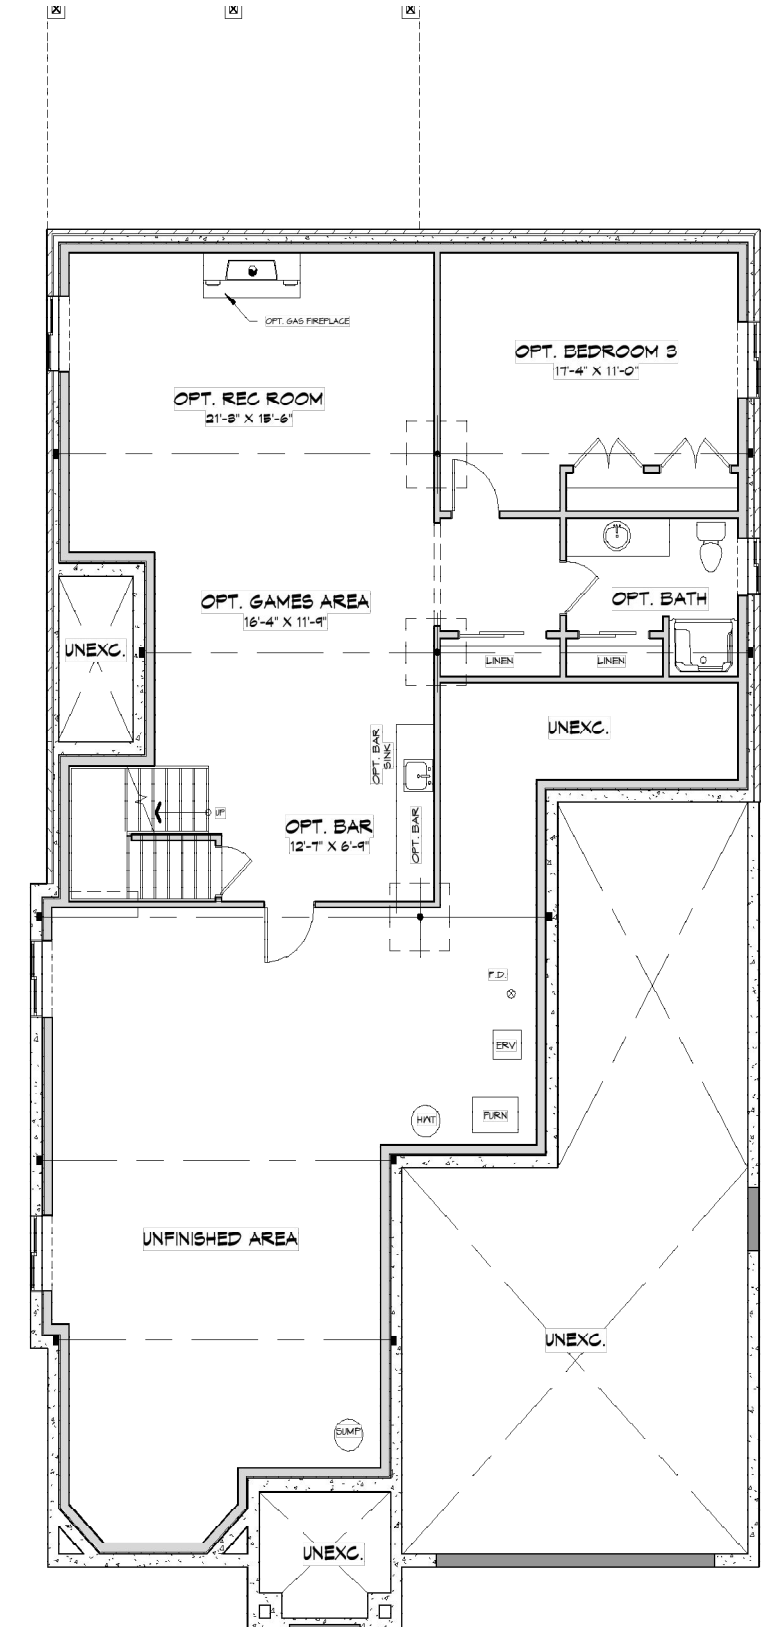 OPT. GAS FIREPLACE
OPT. BEDROOM 3
17'-4" X 11'-0"
OPT. REC ROOM
21'-3" X 15'-6"
OPT. GAMES AREA
16'-4" X 11'-9"
OPT. BATH
UNEXC.
LINEN
LINEN
UNEXC.
OPT. BAR
SINK
UP
OPT. BAR
12'-7" X 6'-9"
OPT. BAR
F.D.
ERV
HWT
FURN
UNFINISHED AREA
UNEXC.
SUMP
UNEXC.